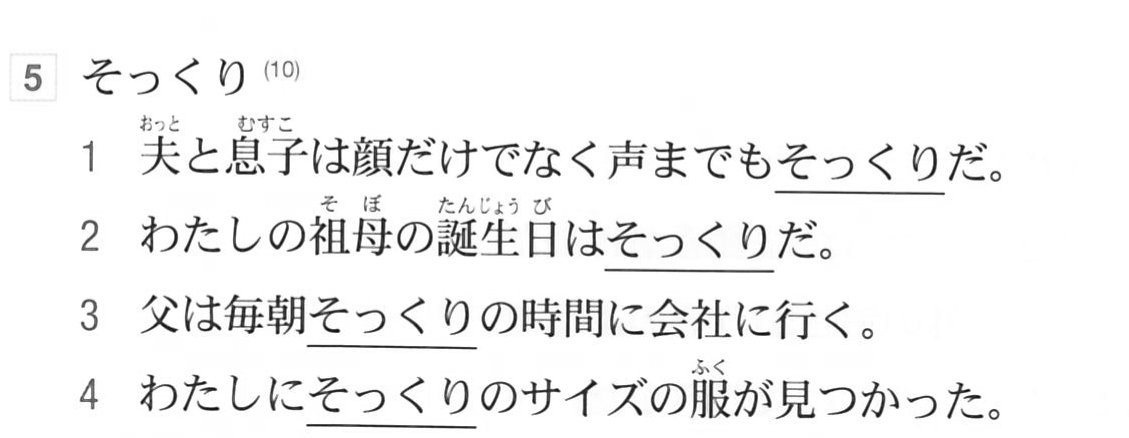 5 そっくり (10)
おっと むすこ
1 夫と息子は顔だけでなく声までもそっくりだ。
そ ぼ たんじょう び
2 わたしの祖母の誕生日はそっくりだ。
3 父は毎朝そっくりの時間に会社に行く。
ふく
4 わたしにそっくりのサイズの服が見つかった。